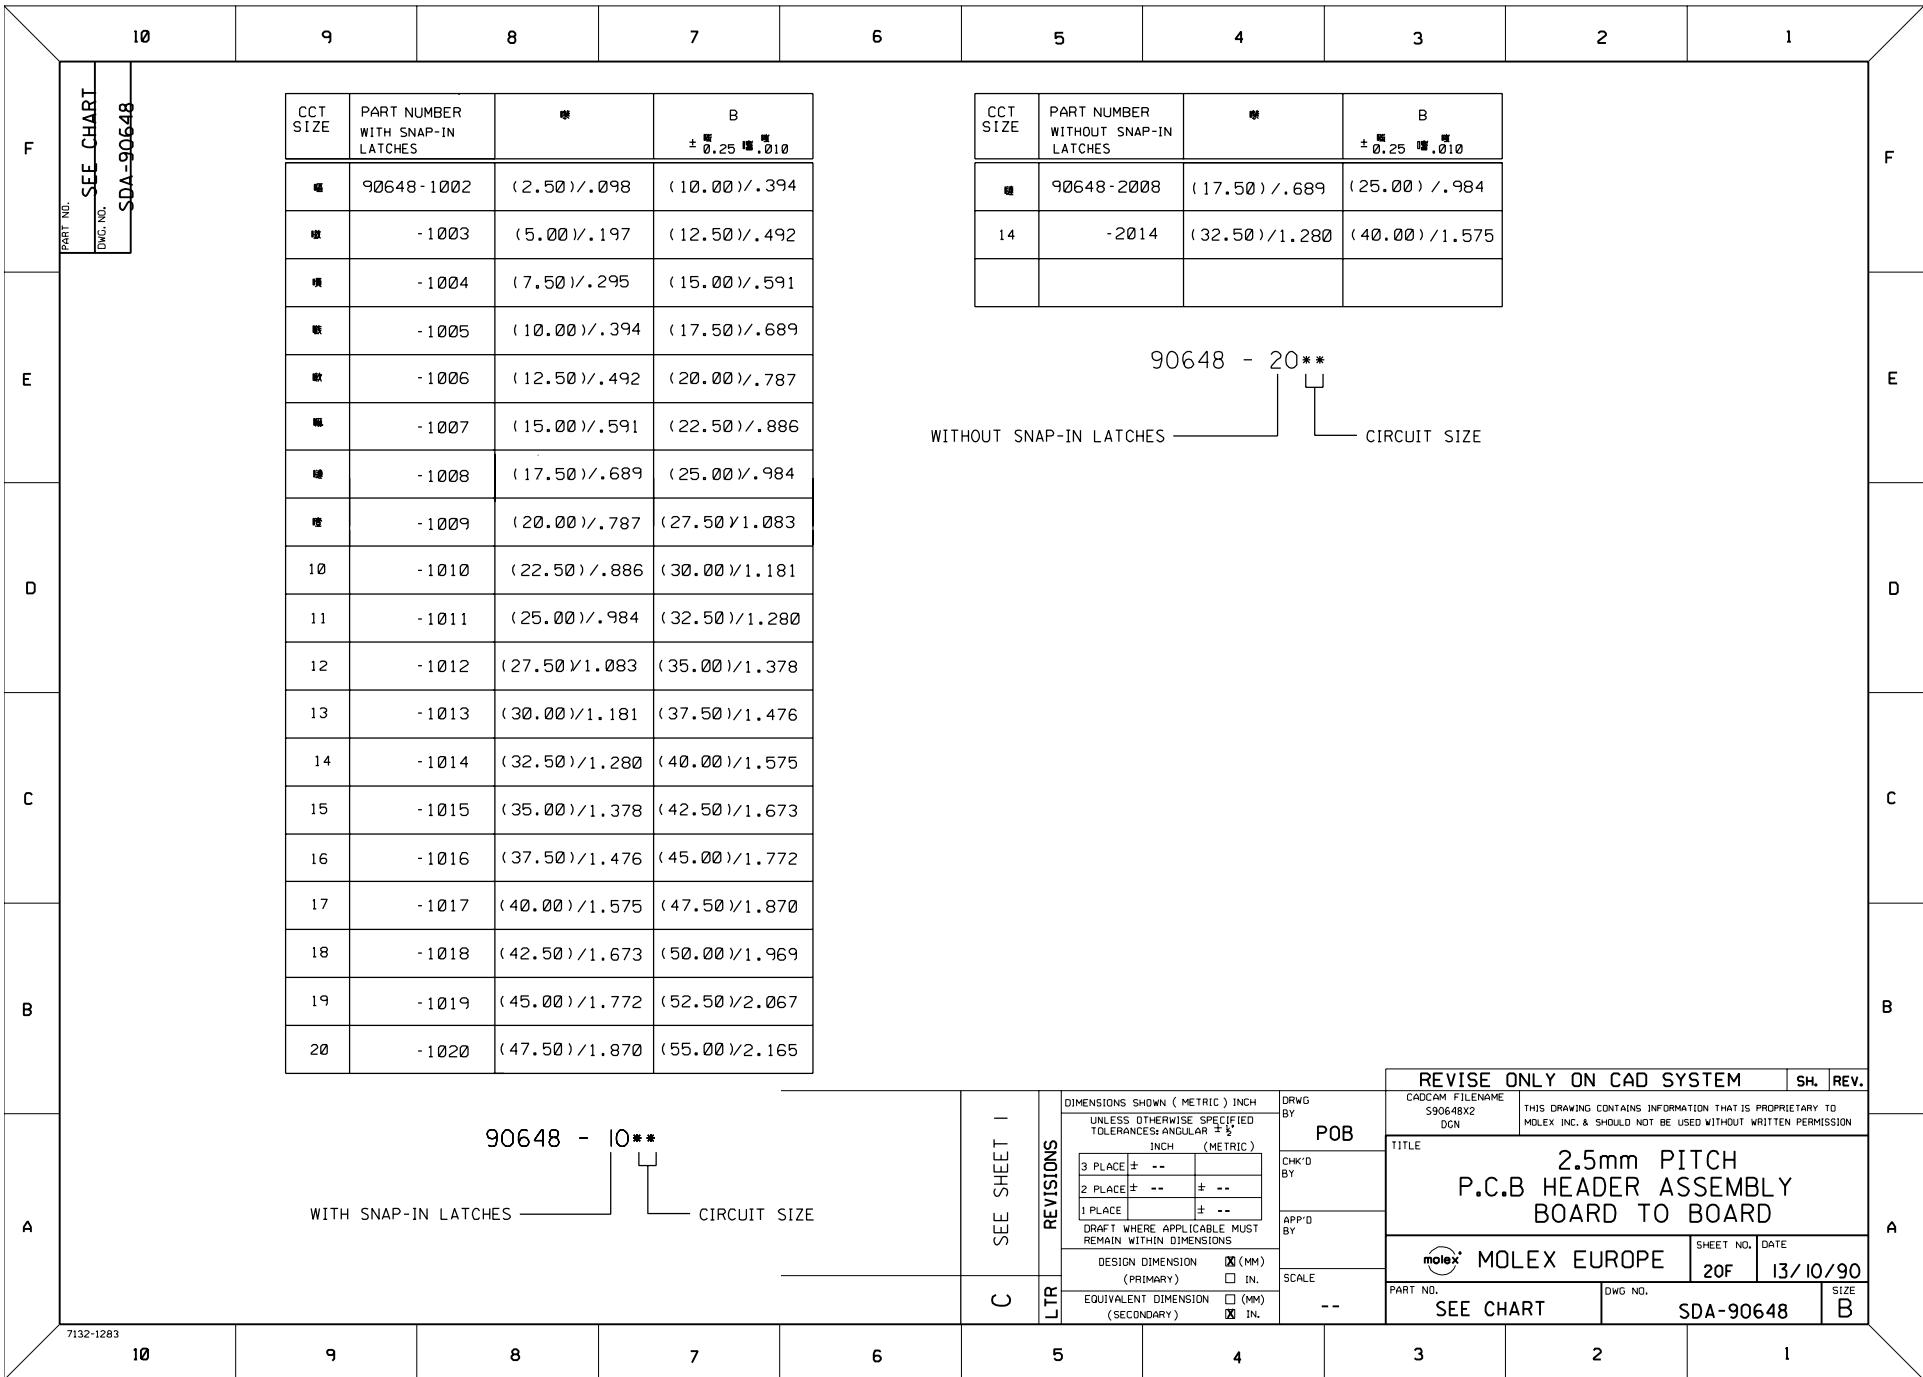 10 9 8 7 6 5 4 3 2 1
F
E
D
C
B
A
PART NO.
SEE CHART
DWG. NO.
SDA-90648
CCT SIZE PART NUMBER WITH SNAP-IN LATCHES B ± 0.25 .010
90648-1002 (2.50)/.098 (10.00)/.394
-1003 (5.00)/.197 (12.50)/.492
-1004 (7.50)/.295 (15.00)/.591
-1005 (10.00)/.394 (17.50)/.689
-1006 (12.50)/.492 (20.00)/.787
-1007 (15.00)/.591 (22.50)/.886
-1008 (17.50)/.689 (25.00)/.984
-1009 (20.00)/.787 (27.50)/1.083
10 -1010 (22.50)/.886 (30.00)/1.181
11 -1011 (25.00)/.984 (32.50)/1.280
12 -1012 (27.50)/1.083 (35.00)/1.378
13 -1013 (30.00)/1.181 (37.50)/1.476
14 -1014 (32.50)/1.280 (40.00)/1.575
15 -1015 (35.00)/1.378 (42.50)/1.673
16 -1016 (37.50)/1.476 (45.00)/1.772
17 -1017 (40.00)/1.575 (47.50)/1.870
18 -1018 (42.50)/1.673 (50.00)/1.969
19 -1019 (45.00)/1.772 (52.50)/2.067
20 -1020 (47.50)/1.870 (55.00)/2.165
90648 - 10**
WITH SNAP-IN LATCHES CIRCUIT SIZE
CCT SIZE PART NUMBER WITHOUT SNAP-IN LATCHES B ± 0.25 .010
90648-2008 (17.50)/.689 (25.00)/.984
14 -2014 (32.50)/1.280 (40.00)/1.575
90648 - 20**
WITHOUT SNAP-IN LATCHES CIRCUIT SIZE
SEE SHEET 1
C
REVISIONS
LTR
DIMENSIONS SHOWN (METRIC) INCH
UNLESS OTHERWISE SPECIFIED
TOLERANCES: ANGULAR ± ½°
INCH (METRIC)
3 PLACE ± --
2 PLACE ± -- ± --
1 PLACE ± --
DRAFT WHERE APPLICABLE MUST
REMAIN WITHIN DIMENSIONS
DESIGN DIMENSION (MM)
(PRIMARY) IN.
EQUIVALENT DIMENSION (MM)
(SECONDARY) IN.
DRWG BY
POB
CHK'D BY
APP'D BY
SCALE
--
REVISE ONLY ON CAD SYSTEM SH. REV.
CADCAM FILENAME
S90648X2
DGN
THIS DRAWING CONTAINS INFORMATION THAT IS PROPRIETARY TO
MOLEX INC. & SHOULD NOT BE USED WITHOUT WRITTEN PERMISSION
TITLE
2.5mm PITCH
P.C.B HEADER ASSEMBLY
BOARD TO BOARD
molex MOLEX EUROPE
SHEET NO.
2OF
DATE
13/10/90
PART NO.
SEE CHART
DWG NO.
SDA-90648
SIZE
B
F
E
D
C
B
A
7132-1283
10 9 8 7 6 5 4 3 2 1